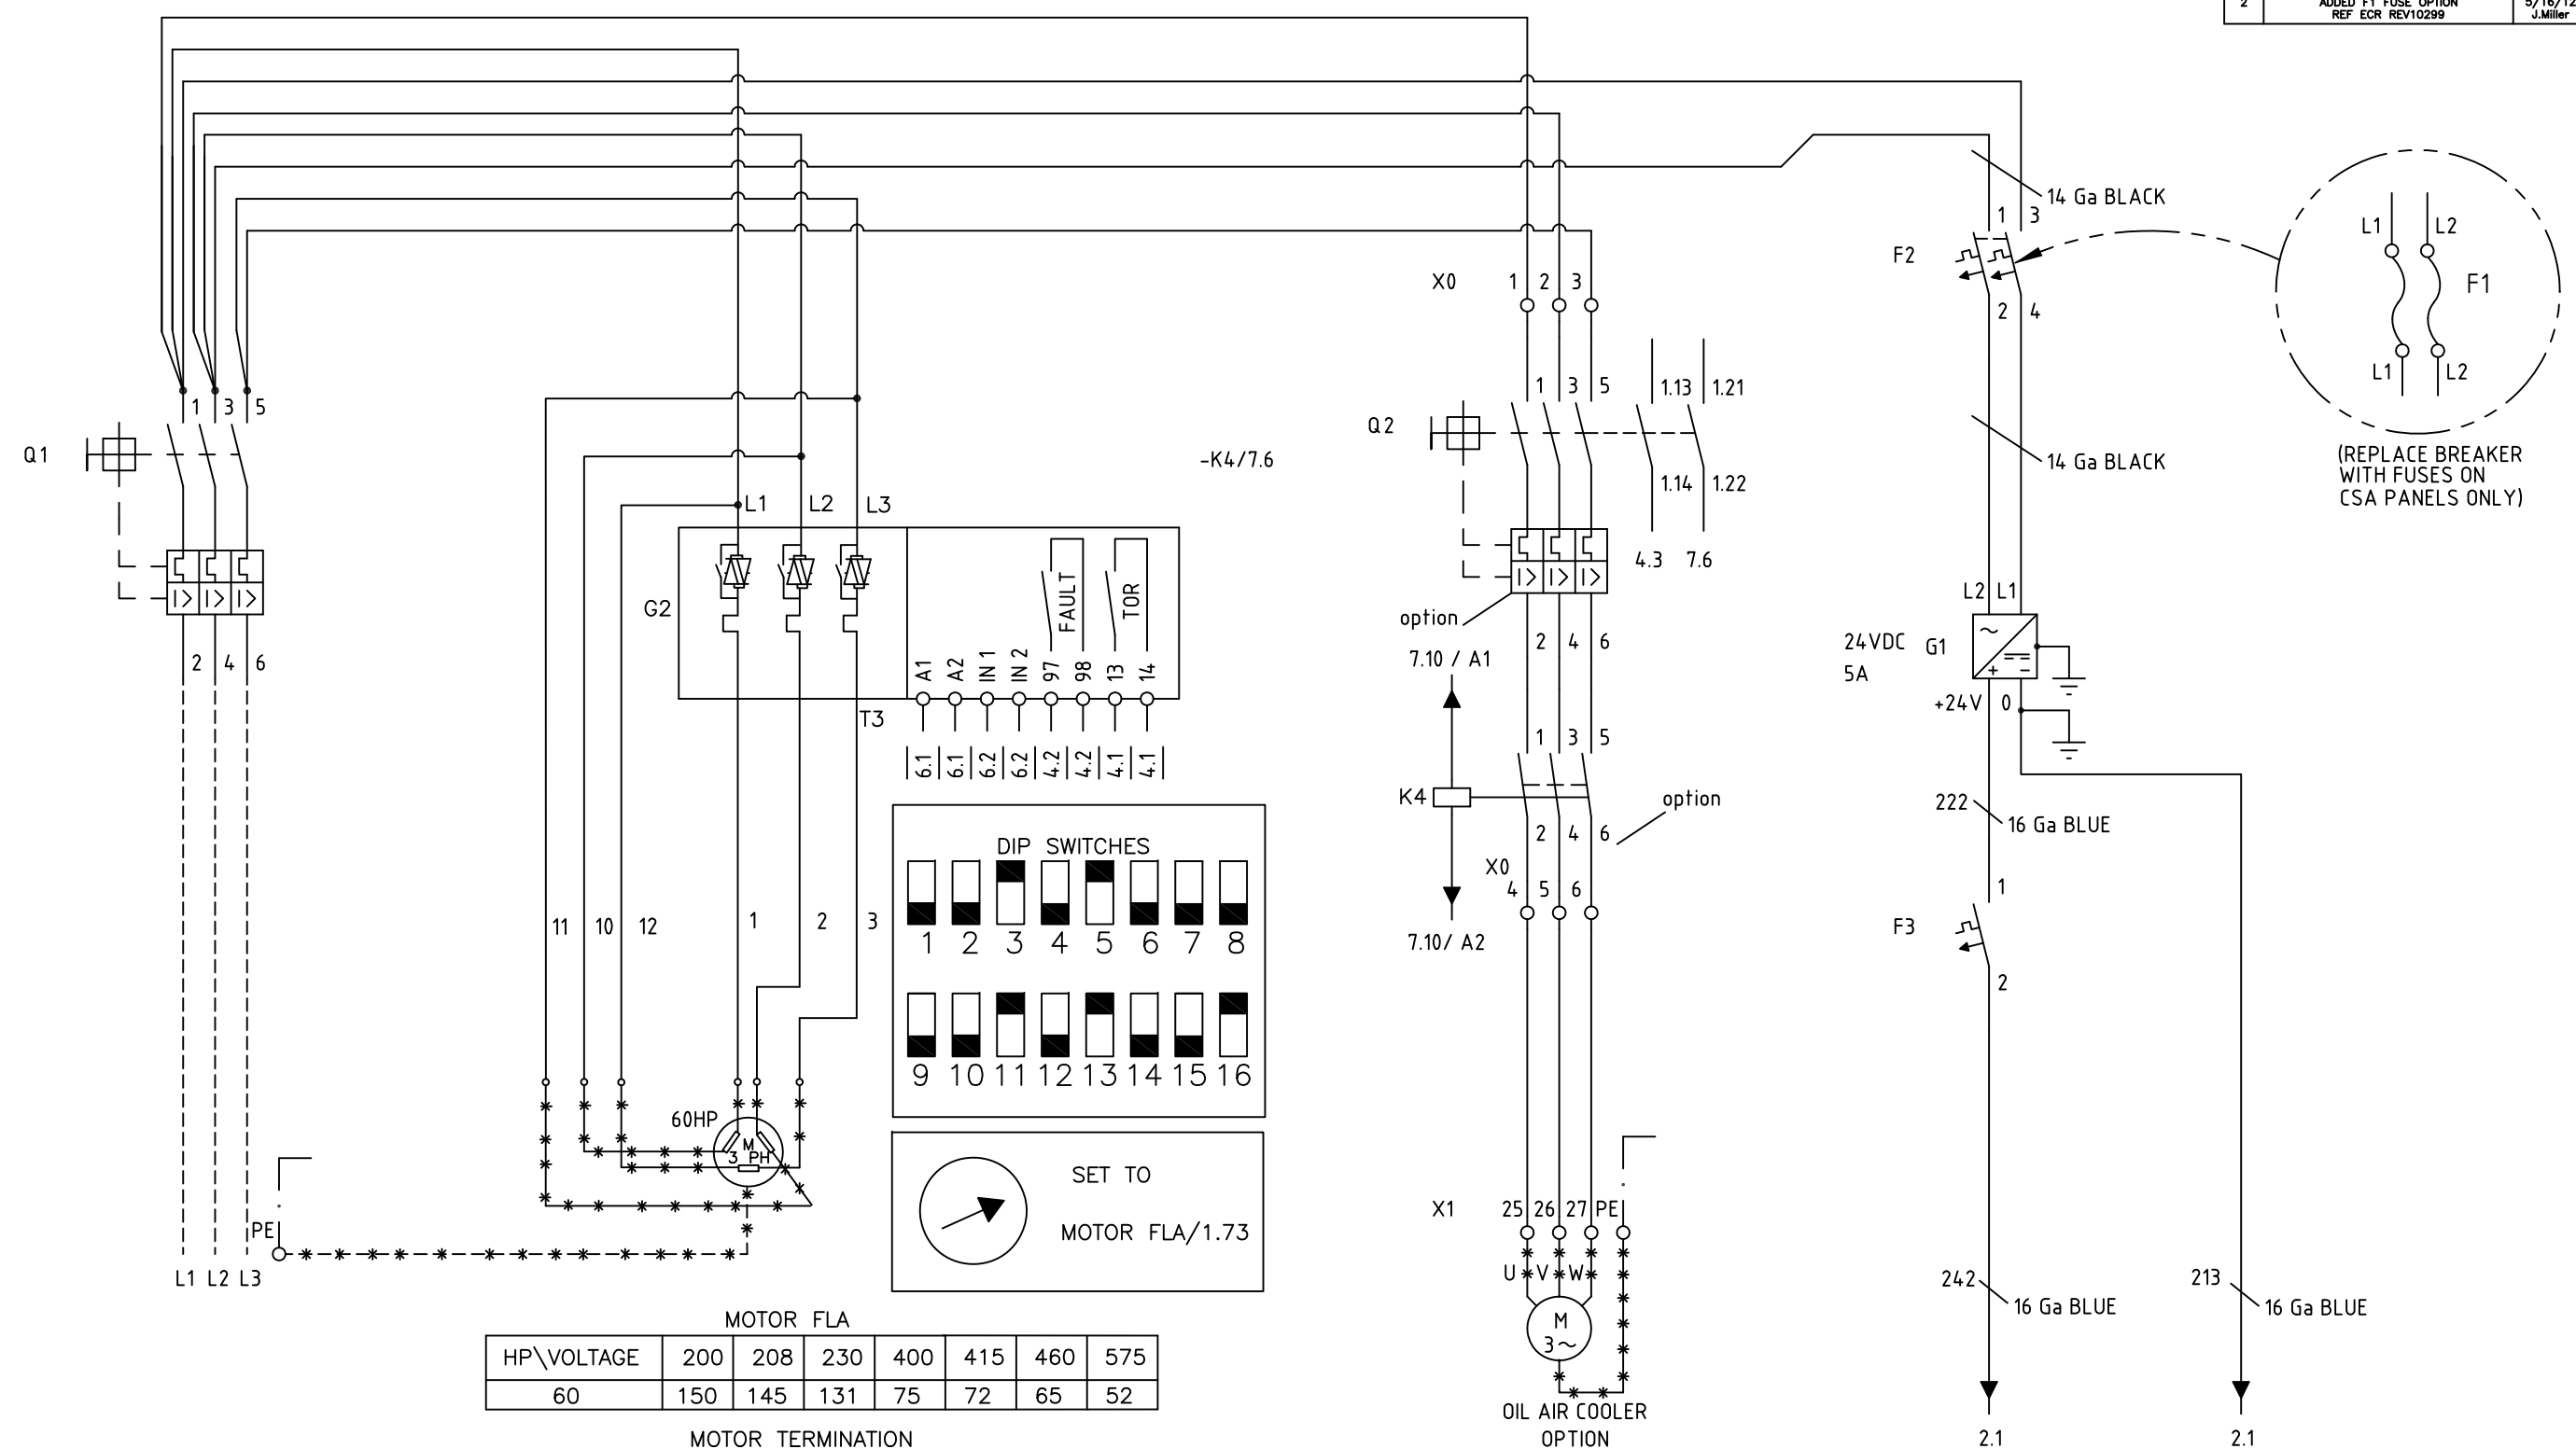 2 ADDED F1 FUSE OPTION 5/16/12
REF ECR REV10299 J.Miller
14 Ga BLACK
1 3
F2
2 4
L1 L2
F1
L1 L2
(REPLACE BREAKER
WITH FUSES ON
CSA PANELS ONLY)
14 Ga BLACK
X0 1 2 3
1 3 5 1.13 1.21
Q2
1.14 1.22
4.3 7.6
-K4/7.6
option
2 4 6
7.10 / A1
1 3 5
K4
option
2 4 6
X0
4 5 6
7.10/ A2
1 3 5
Q1
2 4 6
L1 L2 L3
G2
FAULT TOR
A1 A2 IN 1 IN 2 97 98 13 14
T3
6.1 6.1 6.2 6.2 4.2 4.2 4.1 4.1
11 10 12 1 2 3
DIP SWITCHES
1 2 3 4 5 6 7 8
9 10 11 12 13 14 15 16
60HP
M
3 PH
SET TO
MOTOR FLA/1.73
PE
L1 L2 L3
L2 L1
24VDC G1
5A
+ -
+24V 0
222
16 Ga BLUE
1
F3
2
242
16 Ga BLUE
213
16 Ga BLUE
2.1 2.1
X1 25 26 27 PE
U V W
M
3~
OIL AIR COOLER
OPTION
MOTOR FLA
HP\VOLTAGE 200 208 230 400 415 460 575
60 150 145 131 75 72 65 52
MOTOR TERMINATION